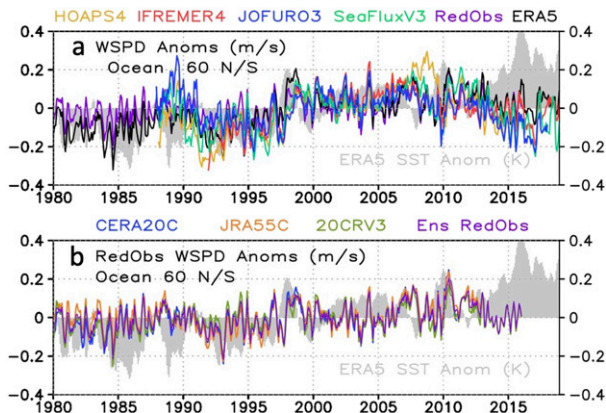 HOAPS4 IFREMER4 JOFURO3 SeaFluxV3 RedObs ERA5
0.4 a WSPD Anoms (m/s) 0.4
Ocean 60 N/S
0.2 0.2
0 0
−0.2 −0.2
ERA5 SST Anom (K)
−0.4 −0.4
1980 1985 1990 1995 2000 2005 2010 2015
CERA20C JRA55C 20CRV3 Ens RedObs
0.4 b RedObs WSPD Anoms (m/s) 0.4
Ocean 60 N/S
0.2 0.2
0 0
−0.2 −0.2
ERA5 SST Anom (K)
−0.4 −0.4
1980 1985 1990 1995 2000 2005 2010 2015